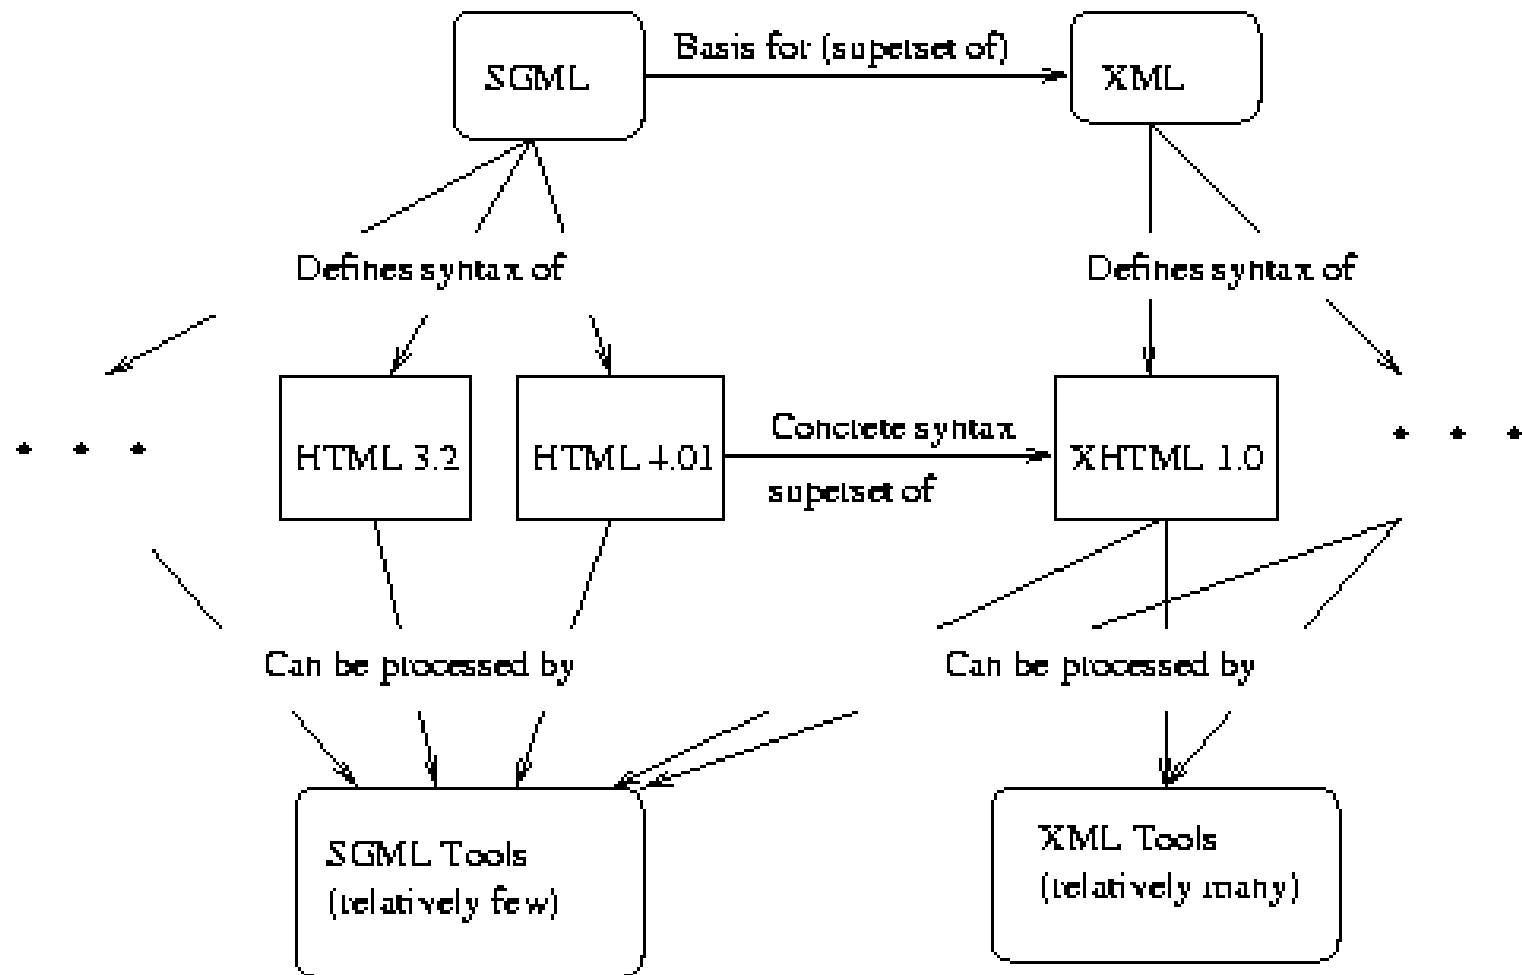 SGML
Basis for (superset of)
XML
Defines syntax of
Defines syntax of
. . .
HTML 3.2
HTML 4.01
Concrete syntax
superset of
XHTML 1.0
. . .
Can be processed by
Can be processed by
SGML Tools
(relatively few)
XML Tools
(relatively many)